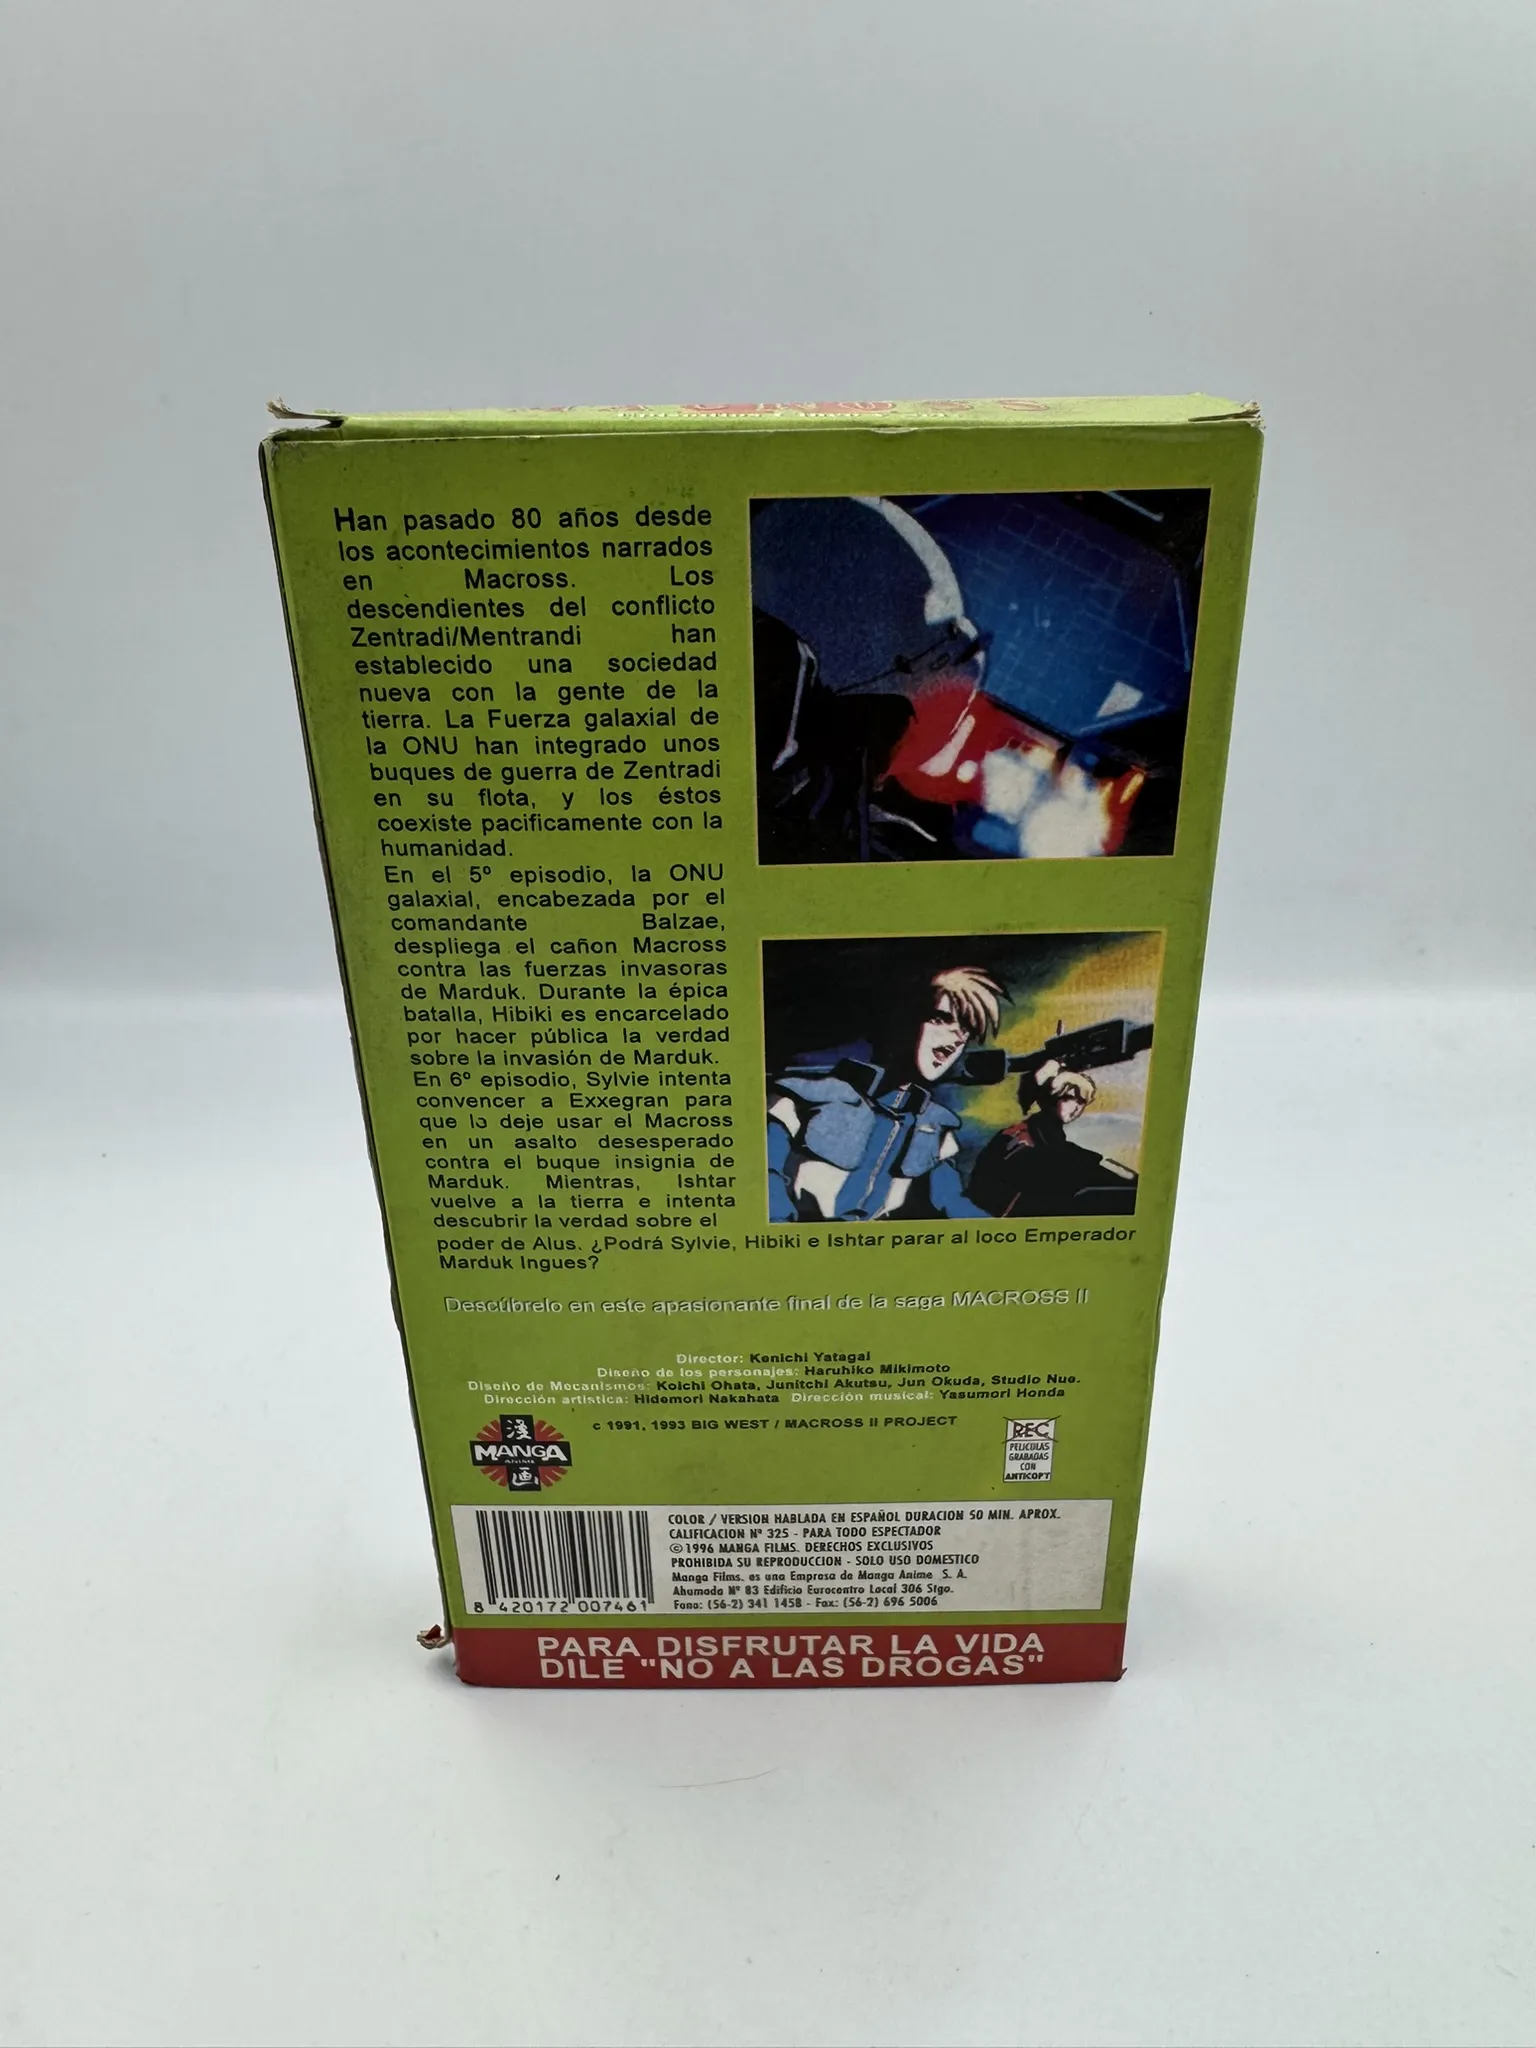 Han pasado 80 años desde
los acontecimientos narrados
en Macross. Los
descendientes del conflicto
Zentradi/Mentrandi han
establecido una sociedad
nueva con la gente de la
tierra. La Fuerza galaxial de
la ONU han integrado unos
buques de guerra de Zentradi
en su flota, y los éstos
coexiste pacificamente con la
humanidad.
En el 5º episodio, la ONU
galaxial, encabezada por el
comandante Balzae,
despliega el cañon Macross
contra las fuerzas invasoras
de Marduk. Durante la épica
batalla, Hibiki es encarcelado
por hacer pública la verdad
sobre la invasión de Marduk.
En 6º episodio, Sylvie intenta
convencer a Exxegran para
que lo deje usar el Macross
en un asalto desesperado
contra el buque insignia de
Marduk. Mientras, Ishtar
vuelve a la tierra e intenta
descubrir la verdad sobre el
poder de Alus. ¿Podrá Sylvie, Hibiki e Ishtar parar al loco Emperador
Marduk Ingues?
Descúbrelo en este apasionante final de la saga MACROSS II
Director: Kenichi Yatagai
Diseño de los personajes: Haruhiko Mikimoto
Diseño de Mecanismos: Koichi Ohata, Junitchi Akutsu, Jun Okuda, Studio Nue.
Dirección artística: Hidemori Nakahata Dirección musical: Yasumori Honda
c 1991, 1993 BIG WEST / MACROSS II PROJECT
漫
MANGA
ANIME
画
REC
PELICULAS
GRABADAS
CON
ANTICOPY
COLOR / VERSION HABLADA EN ESPAÑOL DURACION 50 MIN. APROX.
CALIFICACION Nº 325 - PARA TODO ESPECTADOR
©1996 MANGA FILMS. DERECHOS EXCLUSIVOS
PROHIBIDA SU REPRODUCCION - SOLO USO DOMESTICO
Manga Films. es una Empresa de Manga Anime S. A.
Ahumada Nº 83 Edificio Eurocentro Local 306 Stgo.
Fono: (56-2) 341 1458 - Fax: (56-2) 696 5006
8 420172 007461
PARA DISFRUTAR LA VIDA
DILE "NO A LAS DROGAS"